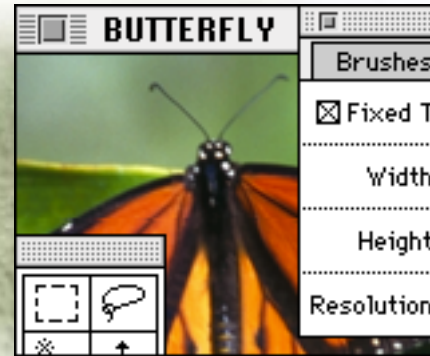 BUTTERFLY
Brushes
Fixed T
Width
Height
Resolution